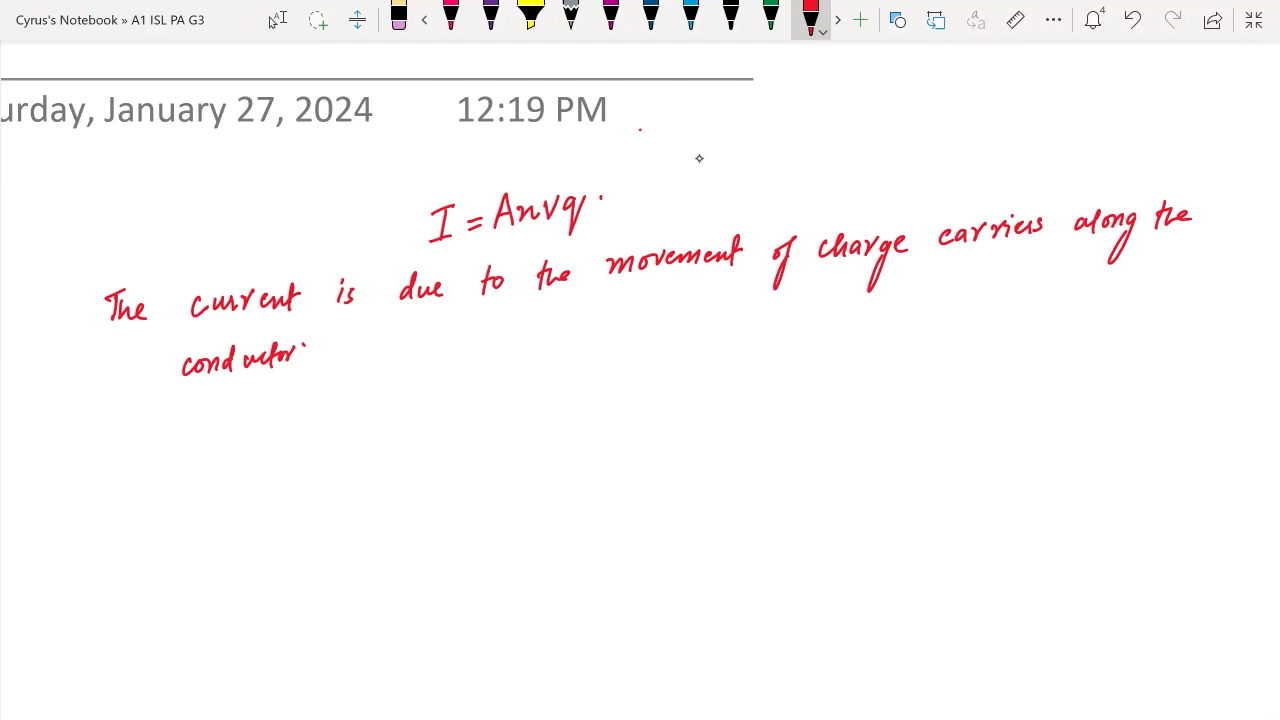 Cyrus's Notebook » A1 ISL PA G3
4
urday, January 27, 2024 12:19 PM
I = Anvq.
The current is due to the movement of charge carriers along the
conductor.